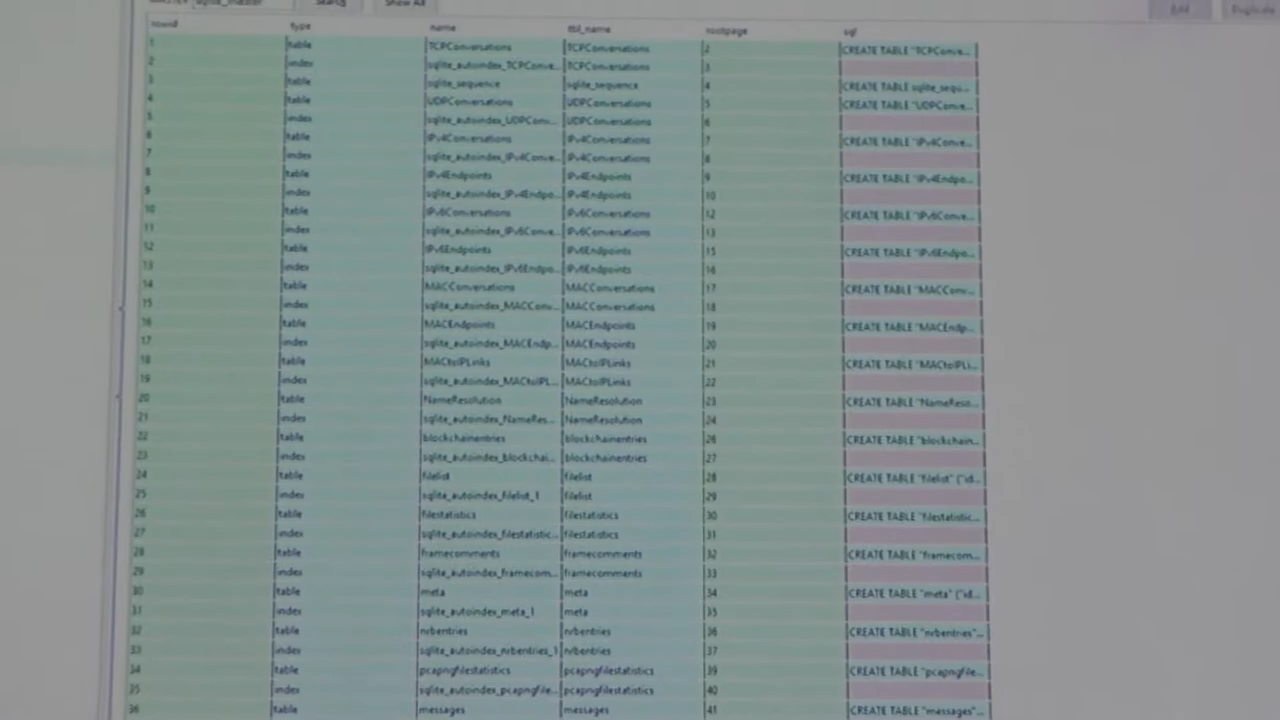 sqlite_master Search Show All Edit Duplicate
rowid type name tbl_name rootpage sql
1 table TCPConversations TCPConversations 2 CREATE TABLE "TCPConve...
2 index sqlite_autoindex_TCPConve... TCPConversations 3
3 table sqlite_sequence sqlite_sequence 4 CREATE TABLE sqlite_sequ...
4 table UDPConversations UDPConversations 5 CREATE TABLE "UDPConve...
5 index sqlite_autoindex_UDPConv... UDPConversations 6
6 table IPv4Conversations IPv4Conversations 7 CREATE TABLE "IPv4Conve...
7 index sqlite_autoindex_IPv4Conve... IPv4Conversations 8
8 table IPv4Endpoints IPv4Endpoints 9 CREATE TABLE "IPv4Endpo...
9 index sqlite_autoindex_IPv4Endpo... IPv4Endpoints 10
10 table IPv6Conversations IPv6Conversations 12 CREATE TABLE "IPv6Conve...
11 index sqlite_autoindex_IPv6Conve... IPv6Conversations 13
12 table IPv6Endpoints IPv6Endpoints 15 CREATE TABLE "IPv6Endpo...
13 index sqlite_autoindex_IPv6Endpo... IPv6Endpoints 16
14 table MACConversations MACConversations 17 CREATE TABLE "MACConv...
15 index sqlite_autoindex_MACConv... MACConversations 18
16 table MACEndpoints MACEndpoints 19 CREATE TABLE "MACEndp...
17 index sqlite_autoindex_MACEndp... MACEndpoints 20
18 table MACtoIPLinks MACtoIPLinks 21 CREATE TABLE "MACtoIPLi...
19 index sqlite_autoindex_MACtoIPL... MACtoIPLinks 22
20 table NameResolution NameResolution 23 CREATE TABLE "NameReso...
21 index sqlite_autoindex_NameRes... NameResolution 24
22 table blockchainentries blockchainentries 26 CREATE TABLE "blockchain...
23 index sqlite_autoindex_blockchai... blockchainentries 27
24 table filelist filelist 28 CREATE TABLE "filelist" ("id...
25 index sqlite_autoindex_filelist_1 filelist 29
26 table filestatistics filestatistics 30 CREATE TABLE "filestatistic...
27 index sqlite_autoindex_filestatistic... filestatistics 31
28 table framecomments framecomments 32 CREATE TABLE "framecom...
29 index sqlite_autoindex_framecom... framecomments 33
30 table meta meta 34 CREATE TABLE "meta" ("id...
31 index sqlite_autoindex_meta_1 meta 35
32 table nrbentries nrbentries 36 CREATE TABLE "nrbentries"...
33 index sqlite_autoindex_nrbentries_1 nrbentries 37
34 table pcapngfilestatistics pcapngfilestatistics 39 CREATE TABLE "pcapngfile...
35 index sqlite_autoindex_pcapngfile... pcapngfilestatistics 40
36 table messages messages 41 CREATE TABLE "messages"...